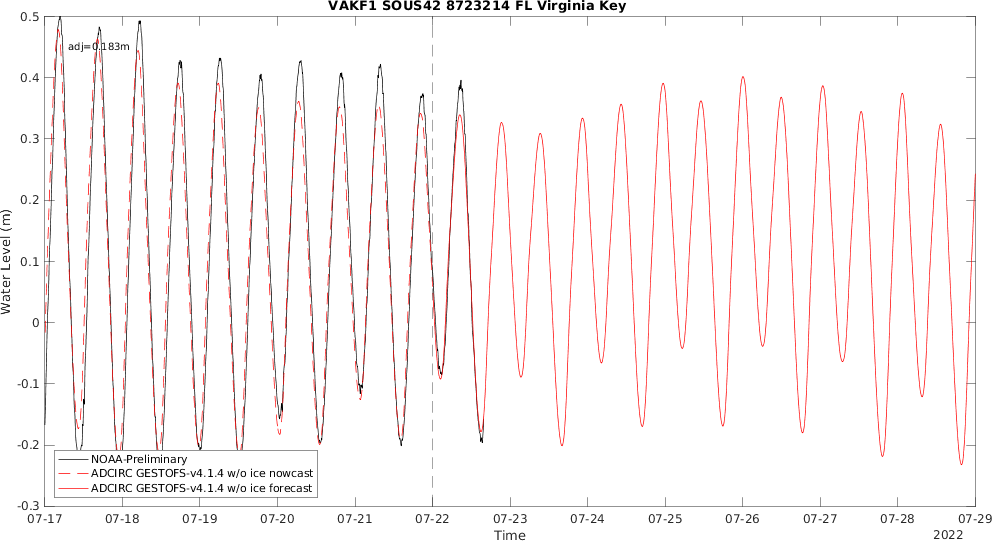 VAKF1 SOUS42 8723214 FL Virginia Key
adj=0.183m
Water Level (m)
0.5
0.4
0.3
0.2
0.1
0
-0.1
-0.2
-0.3
NOAA-Preliminary
ADCIRC GESTOFS-v4.1.4 w/o ice nowcast
ADCIRC GESTOFS-v4.1.4 w/o ice forecast
07-17 07-18 07-19 07-20 07-21 07-22 07-23 07-24 07-25 07-26 07-27 07-28 07-29
Time
2022